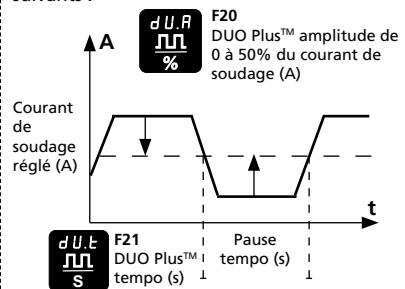 suivants :
dU.A
%
F20
DUO Plus™ amplitude de
0 à 50% du courant de
soudage (A)
A
Courant
de
soudage
réglé (A)
t
dU.t
S
F21
DUO Plus™
tempo (s)
Pause
tempo (s)